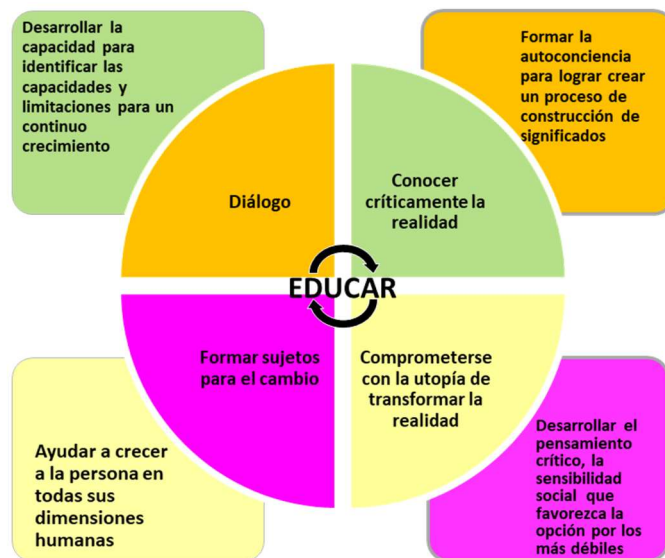 Desarrollar la
capacidad para
identificar las
capacidades y
limitaciones para un
continuo
crecimiento
Formar la
autoconciencia
para lograr crear
un proceso de
construcción de
significados
Diálogo
Conocer
críticamente la
realidad
EDUCAR
Formar sujetos
para el cambio
Comprometerse
con la utopía de
transformar la
realidad
Ayudar a crecer
a la persona en
todas sus
dimensiones
humanas
Desarrollar el
pensamiento
crítico, la
sensibilidad
social que
favorezca la
opción por los
más débiles